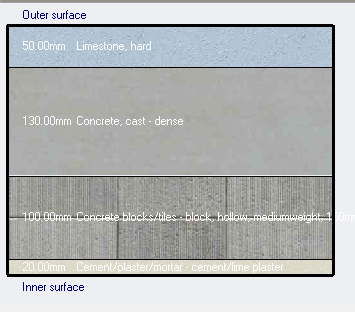 Outer surface
50.00mm Limestone, hard
130.00mm Concrete, cast - dense
100.00mm Concrete blocks/tiles - block, hollow, mediumweight, 150mm
20.00mm Cement/plaster/mortar - cement/lime plaster
Inner surface